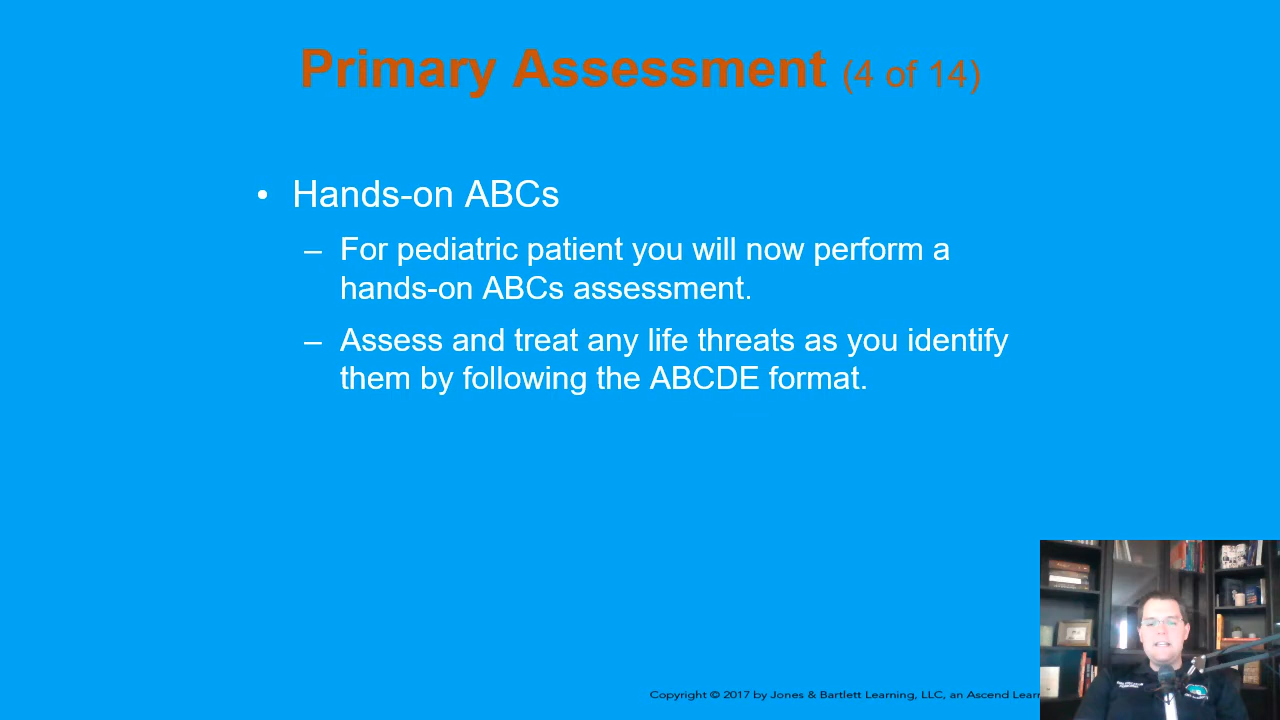 Primary Assessment (4 of 14)
• Hands-on ABCs
– For pediatric patient you will now perform a
hands-on ABCs assessment.
– Assess and treat any life threats as you identify
them by following the ABCDE format.
Copyright © 2017 by Jones & Bartlett Learning, LLC, an Ascend Lear